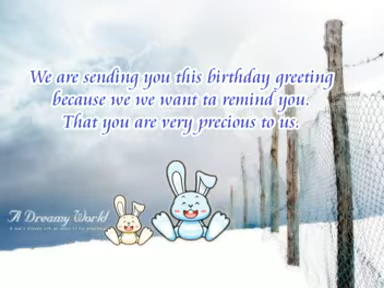 We are sending you this birthday greeting
because we we want ta remind you.
That you are very precious to us.
A Dreamy World